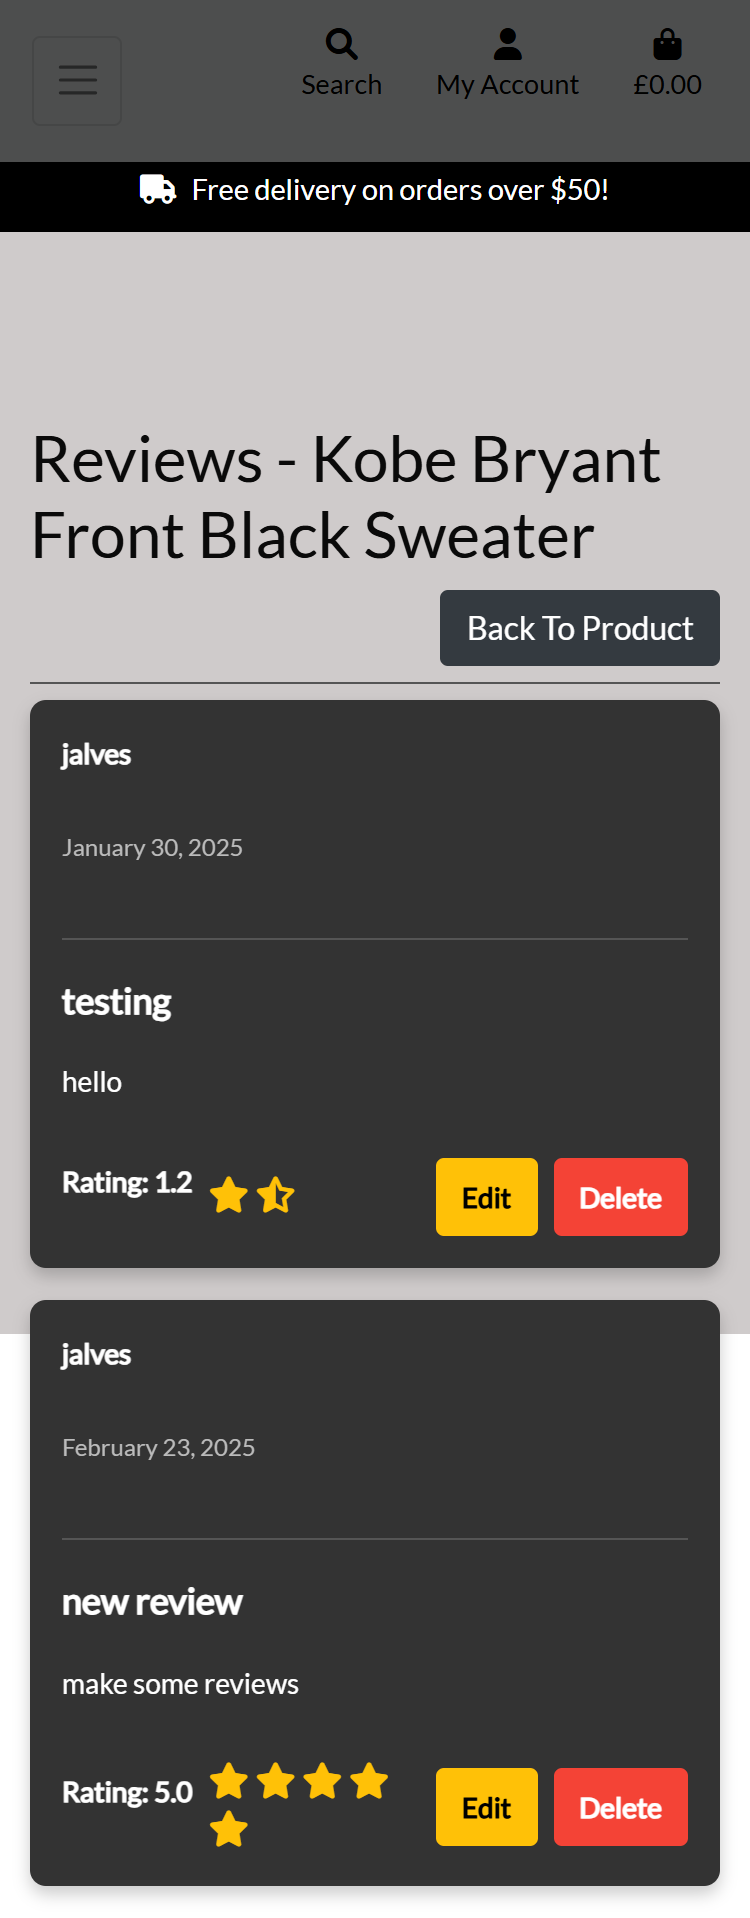 Search
My Account
£0.00
Free delivery on orders over $50!
Reviews - Kobe Bryant
Front Black Sweater
Back To Product
jalves
January 30, 2025
testing
hello
Rating: 1.2
Edit
Delete
jalves
February 23, 2025
new review
make some reviews
Rating: 5.0
Edit
Delete